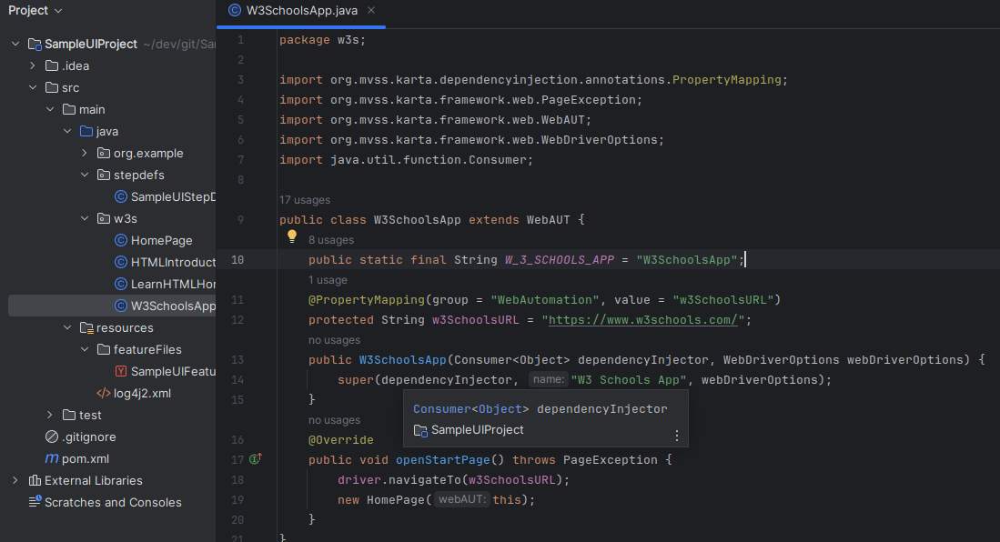 Project
SampleUIProject ~/dev/git/Sa
.idea
src
main
java
org.example
stepdefs
SampleUIStepD
w3s
HomePage
HTMLIntroduct
LearnHTMLHo
W3SchoolsApp
resources
featureFiles
SampleUIFeatu
log4j2.xml
test
.gitignore
pom.xml
External Libraries
Scratches and Consoles
W3SchoolsApp.java
1 package w3s;
2
3 import org.mvss.karta.dependencyinjection.annotations.PropertyMapping;
4 import org.mvss.karta.framework.web.PageException;
5 import org.mvss.karta.framework.web.WebAUT;
6 import org.mvss.karta.framework.web.WebDriverOptions;
7 import java.util.function.Consumer;
8
17 usages
9 public class W3SchoolsApp extends WebAUT {
8 usages
10 public static final String W_3_SCHOOLS_APP = "W3SchoolsApp";
1 usage
11 @PropertyMapping(group = "WebAutomation", value = "w3SchoolsURL")
12 protected String w3SchoolsURL = "https://www.w3schools.com/";
no usages
13 public W3SchoolsApp(Consumer<Object> dependencyInjector, WebDriverOptions webDriverOptions) {
14 super(dependencyInjector, name: "W3 Schools App", webDriverOptions);
15 }
Consumer<Object> dependencyInjector
SampleUIProject
no usages
16 @Override
17 public void openStartPage() throws PageException {
18 driver.navigateTo(w3SchoolsURL);
19 new HomePage( webAUT: this);
20 }
21 }